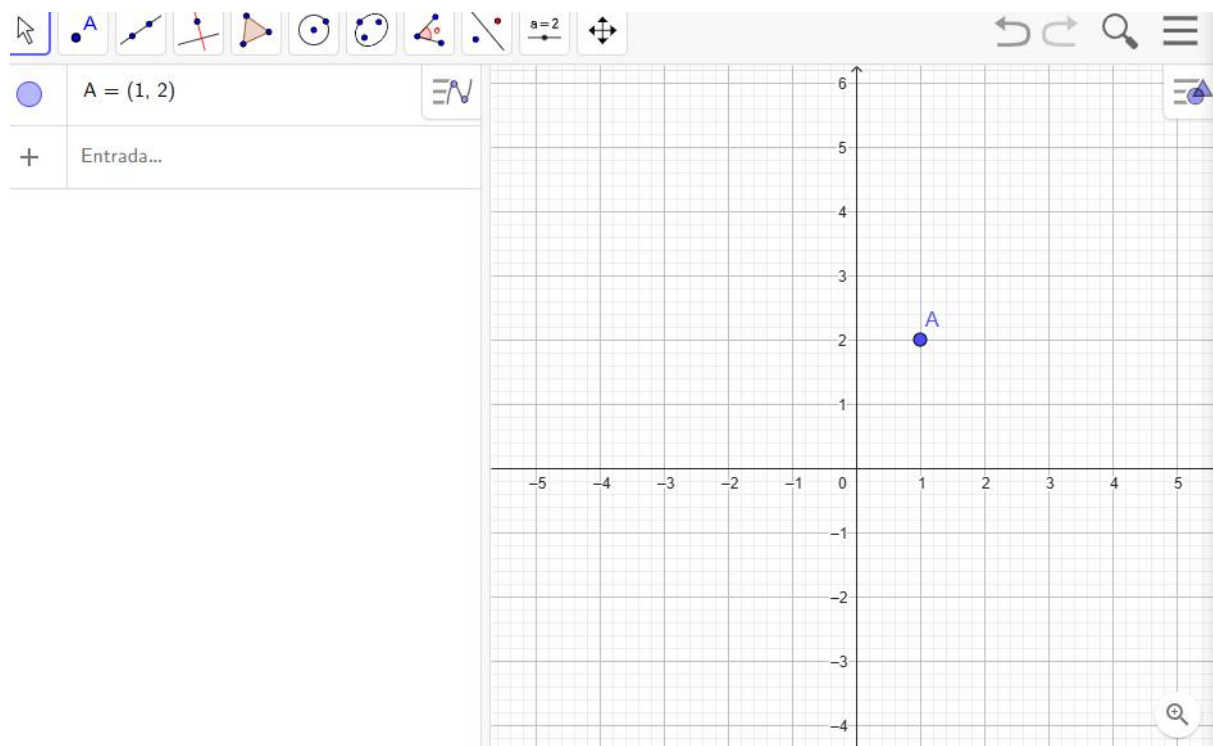 A
a = 2
A = (1, 2)
Entrada...
6
5
4
3
A
2
1
–5 –4 –3 –2 –1 0 1 2 3 4 5
–1
–2
–3
–4